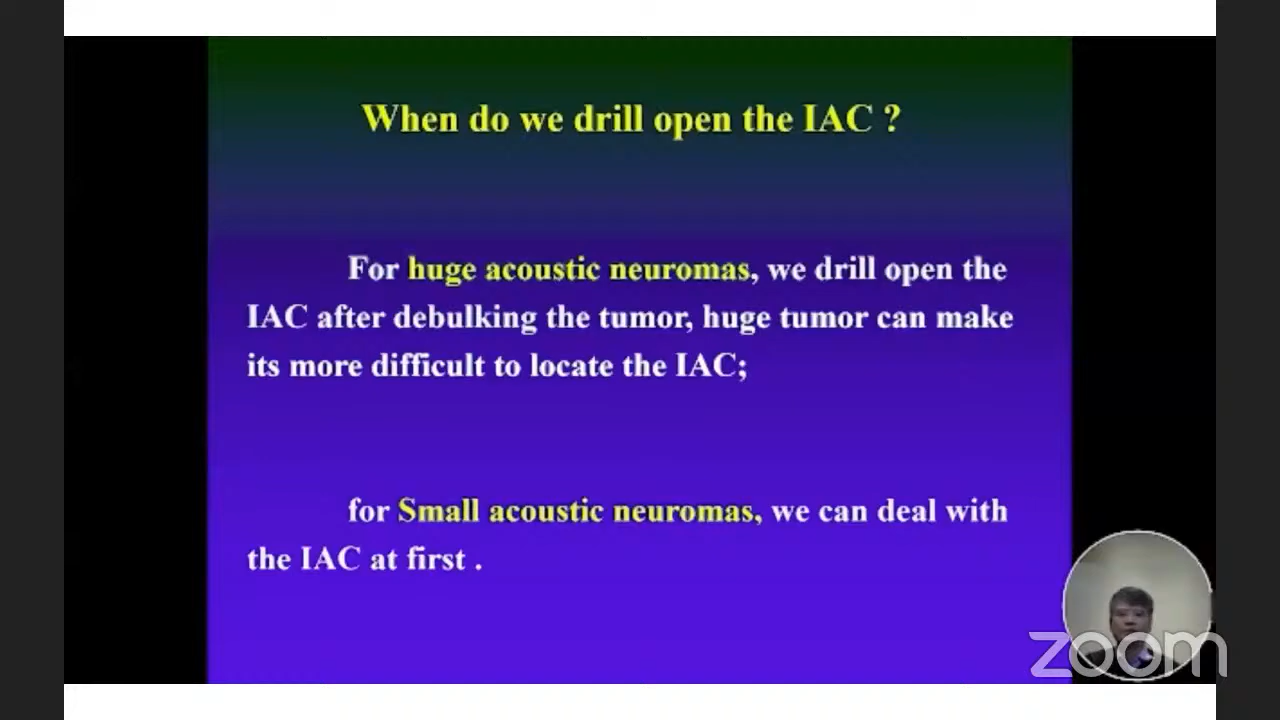 When do we drill open the IAC ?
For huge acoustic neuromas, we drill open the
IAC after debulking the tumor, huge tumor can make
its more difficult to locate the IAC;
for Small acoustic neuromas, we can deal with
the IAC at first .
zoom